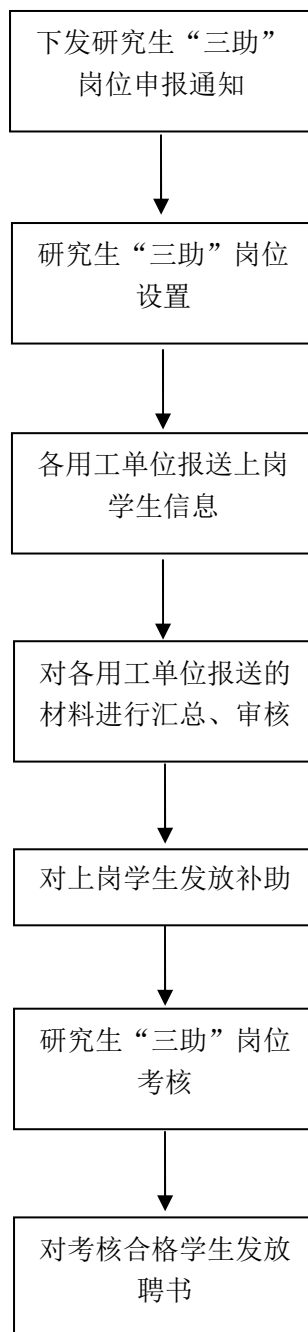 下发研究生“三助”
岗位申报通知
研究生“三助”岗位
设置
各用工单位报送上岗
学生信息
对各用工单位报送的
材料进行汇总、审核
对上岗学生发放补助
研究生“三助”岗位
考核
对考核合格学生发放
聘书